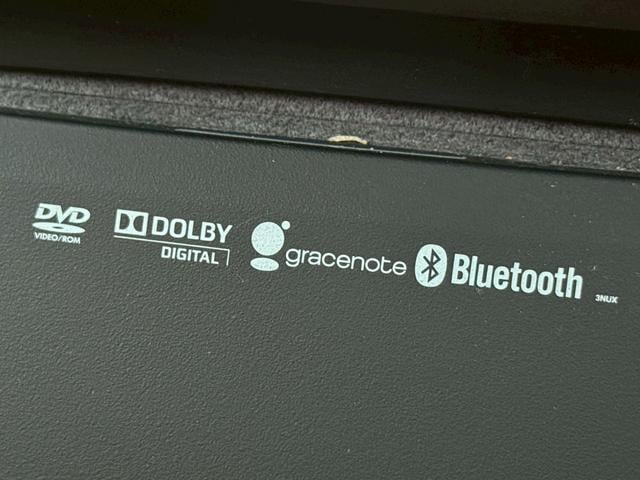 DVD
VIDEO/ROM
DOLBY
DIGITAL
gracenote
Bluetooth
3NUX